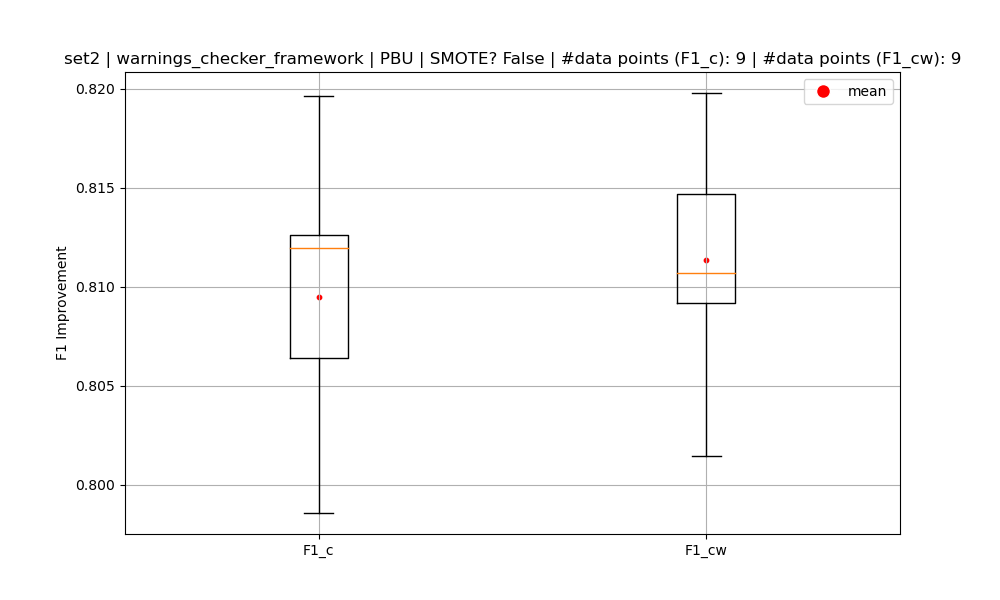 set2 | warnings_checker_framework | PBU | SMOTE? False | #data points (F1_c): 9 | #data points (F1_cw): 9
mean
0.820
0.815
0.810
0.805
0.800
F1 Improvement
F1_c
F1_cw